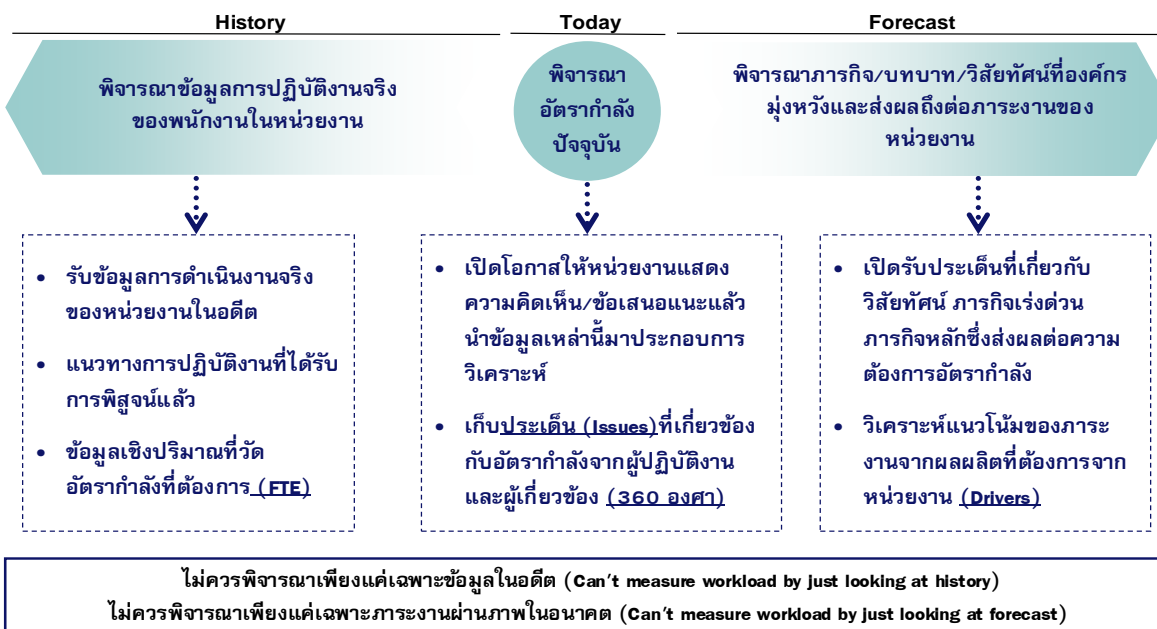 History
Today
Forecast
พิจารณาข้อมูลการปฏิบัติงานจริง
ของพนักงานในหน่วยงาน
พิจารณา
อัตรากำลัง
ปัจจุบัน
พิจารณาภารกิจ/บทบาท/วิสัยทัศน์ที่องค์กร
มุ่งหวังและส่งผลถึงต่อภาระงานของ
หน่วยงาน
• รับข้อมูลการดำเนินงานจริง
ของหน่วยงานในอดีต
• แนวทางการปฏิบัติงานที่ได้รับ
การพิสูจน์แล้ว
• ข้อมูลเชิงปริมาณที่วัด
อัตรากำลังที่ต้องการ (FTE)
• เปิดโอกาสให้หน่วยงานแสดง
ความคิดเห็น/ข้อเสนอแนะแล้ว
นำข้อมูลเหล่านี้มาประกอบการ
วิเคราะห์
• เก็บประเด็น (Issues)ที่เกี่ยวข้อง
กับอัตรากำลังจากผู้ปฏิบัติงาน
และผู้เกี่ยวข้อง (360 องศา)
• เปิดรับประเด็นที่เกี่ยวกับ
วิสัยทัศน์ ภารกิจเร่งด่วน
ภารกิจหลักซึ่งส่งผลต่อความ
ต้องการอัตรากำลัง
• วิเคราะห์แนวโน้มของภาระ
งานจากผลผลิตที่ต้องการจาก
หน่วยงาน (Drivers)
ไม่ควรพิจารณาเพียงแค่เฉพาะข้อมูลในอดีต (Can't measure workload by just looking at history)
ไม่ควรพิจารณาเพียงแค่เฉพาะภาระงานผ่านภาพในอนาคต (Can't measure workload by just looking at forecast)